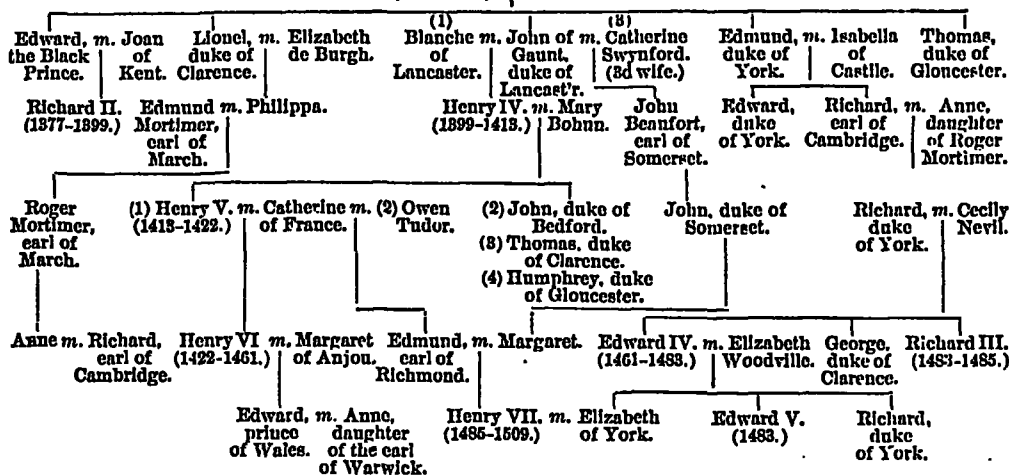 (1) (3)
Edward, m. Joan Lionel, m. Elizabeth Blanche m. John of m. Catherine Edmund, m. Isabella Thomas,
the Black of duke of de Burgh. of Gaunt, Swynford. duke of of duke of
Prince. Kent. Clarence. Lancaster. duke of (3d wife.) York. Castile. Gloucester.
Lancast'r.
Richard II. Edmund m. Philippa. Henry IV. m. Mary John Edward, Richard, m. Anne,
(1377-1399.) Mortimer, (1399-1413.) Bohun. Beaufort, duke earl of daughter
earl of earl of of York. Cambridge. of Roger
March. Somerset. Mortimer.
Roger (1) Henry V. m. Catherine m. (2) Owen (2) John, duke of John, duke of Richard, m. Cecily
Mortimer, (1413-1422.) of France. Tudor. Bedford. Somerset. duke Nevil.
earl of (3) Thomas, duke of York.
March. of Clarence.
(4) Humphrey, duke
of Gloucester.
Anne m. Richard, Henry VI m. Margaret Edmund, m. Margaret. Edward IV. m. Elizabeth George, Richard III.
earl of (1422-1461.) of Anjou. earl of (1461-1483.) Woodville. duke of (1483-1485.)
Cambridge. Richmond. Clarence.
Edward, m. Anne, Henry VII. m. Elizabeth Edward V. Richard,
prince daughter (1485-1509.) of York. (1483.) duke
of Wales. of the earl of York.
of Warwick.